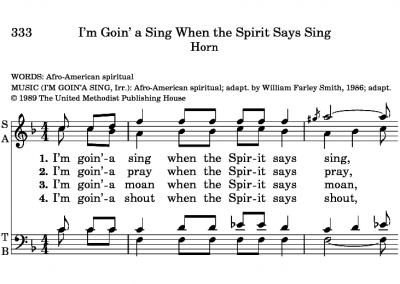 333 I'm Goin' a Sing When the Spirit Says Sing
Horn
WORDS: Afro-American spiritual
MUSIC (I'M GOIN'A SING, Irr.): Afro-American spiritual; adapt. by William Farley Smith, 1986; adapt.
© 1989 The United Methodist Publishing House
S
A
1. I'm goin'-a sing when the Spir-it says sing,
2. I'm goin'-a pray when the Spir-it says pray,
3. I'm goin'-a moan when the Spir-it says moan,
4. I'm goin'-a shout when the Spir-it says shout,
T
B